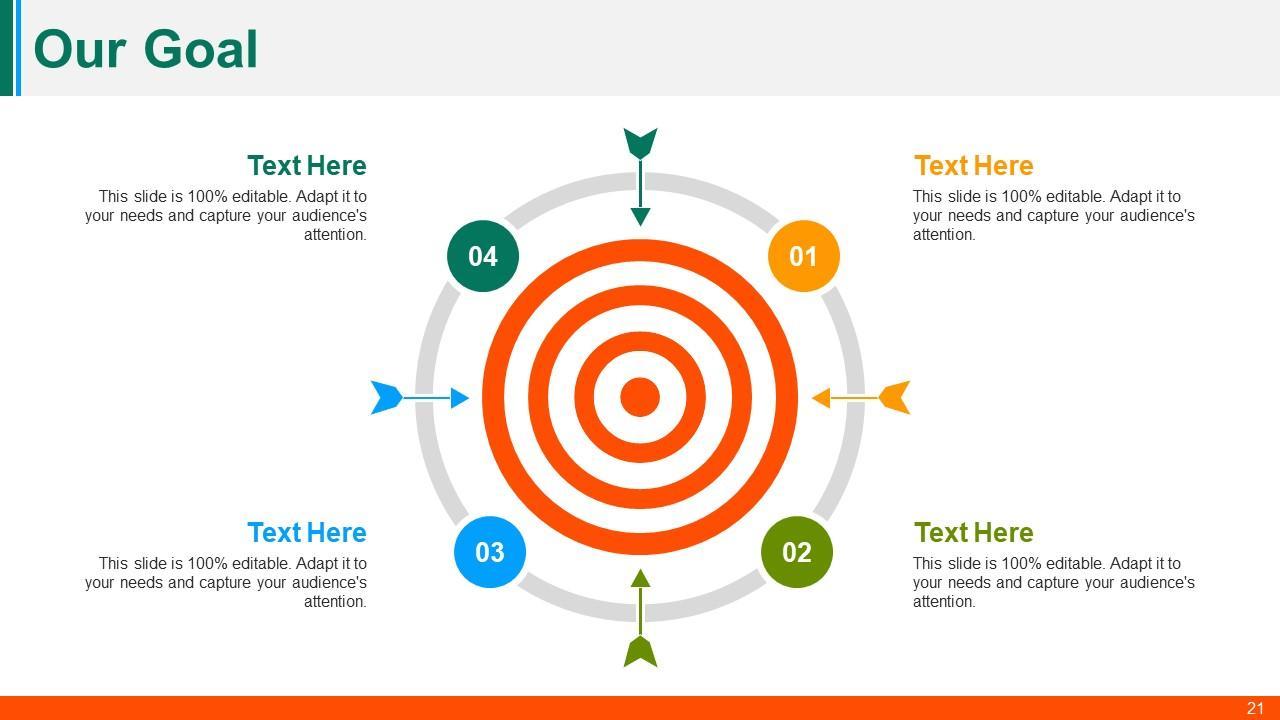 Our Goal
Text Here
This slide is 100% editable. Adapt it to
your needs and capture your audience's
attention.
04
01
Text Here
This slide is 100% editable. Adapt it to
your needs and capture your audience's
attention.
Text Here
This slide is 100% editable. Adapt it to
your needs and capture your audience's
attention.
03
02
Text Here
This slide is 100% editable. Adapt it to
your needs and capture your audience's
attention.
21